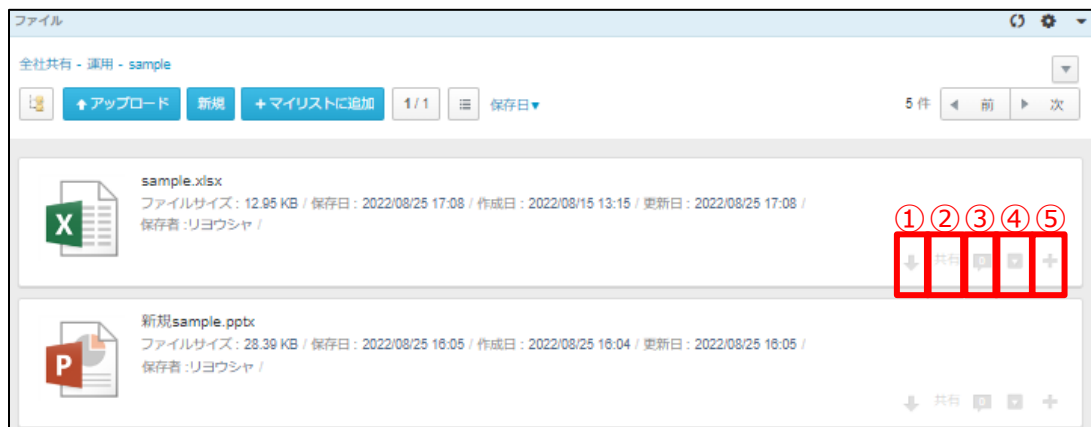 ファイル
全社共有 - 運用 - sample
アップロード 新規 +マイリストに追加 1/1 保存日▼ 5 件 前 次
sample.xlsx
ファイルサイズ : 12.95 KB / 保存日 : 2022/08/25 17:08 / 作成日 : 2022/08/15 13:15 / 更新日 : 2022/08/25 17:08 /
保存者 :リヨウシャ /
① ② ③ ④ ⑤
共有 0
新規sample.pptx
ファイルサイズ : 28.39 KB / 保存日 : 2022/08/25 16:05 / 作成日 : 2022/08/25 16:04 / 更新日 : 2022/08/25 16:05 /
保存者 :リヨウシャ /
共有 0